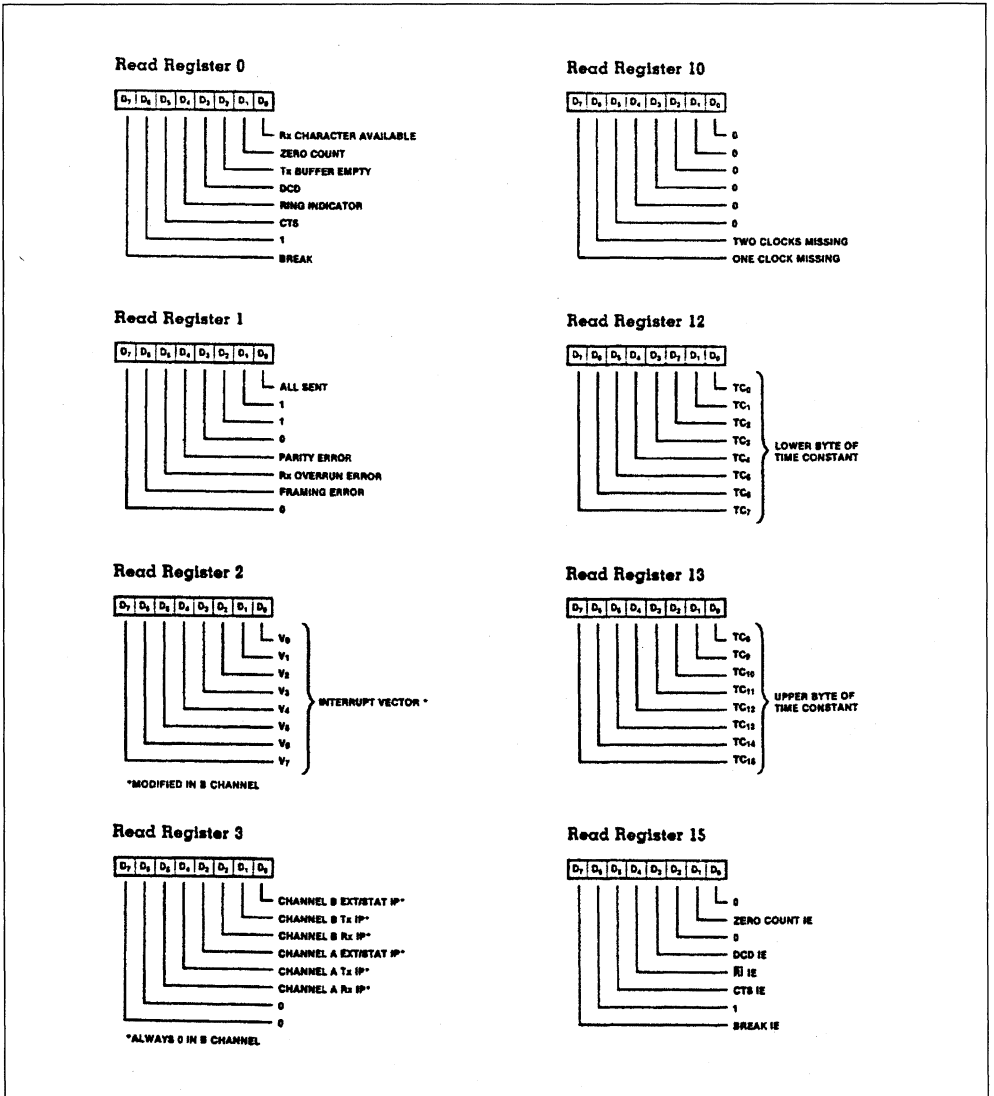 Read Register 0
D₇ D₆ D₅ D₄ D₃ D₂ D₁ D₀
Rx CHARACTER AVAILABLE
ZERO COUNT
Tx BUFFER EMPTY
DCD
RING INDICATOR
CTS
1
BREAK
Read Register 1
D₇ D₆ D₅ D₄ D₃ D₂ D₁ D₀
ALL SENT
1
1
0
PARITY ERROR
Rx OVERRUN ERROR
FRAMING ERROR
0
Read Register 2
D₇ D₆ D₅ D₄ D₃ D₂ D₁ D₀
V₀
V₁
V₂
V₃
V₄
V₅
V₆
V₇
INTERRUPT VECTOR *
*MODIFIED IN B CHANNEL
Read Register 3
D₇ D₆ D₅ D₄ D₃ D₂ D₁ D₀
CHANNEL B EXT/STAT IP*
CHANNEL B Tx IP*
CHANNEL B Rx IP*
CHANNEL A EXT/STAT IP*
CHANNEL A Tx IP*
CHANNEL A Rx IP*
0
0
*ALWAYS 0 IN B CHANNEL
Read Register 10
D₇ D₆ D₅ D₄ D₃ D₂ D₁ D₀
0
0
0
0
0
0
TWO CLOCKS MISSING
ONE CLOCK MISSING
Read Register 12
D₇ D₆ D₅ D₄ D₃ D₂ D₁ D₀
TC₀
TC₁
TC₂
TC₃
TC₄
TC₅
TC₆
TC₇
LOWER BYTE OF
TIME CONSTANT
Read Register 13
D₇ D₆ D₅ D₄ D₃ D₂ D₁ D₀
TC₈
TC₉
TC₁₀
TC₁₁
TC₁₂
TC₁₃
TC₁₄
TC₁₅
UPPER BYTE OF
TIME CONSTANT
Read Register 15
D₇ D₆ D₅ D₄ D₃ D₂ D₁ D₀
0
ZERO COUNT IE
0
DCD IE
R̅I̅ IE
CTS IE
1
BREAK IE